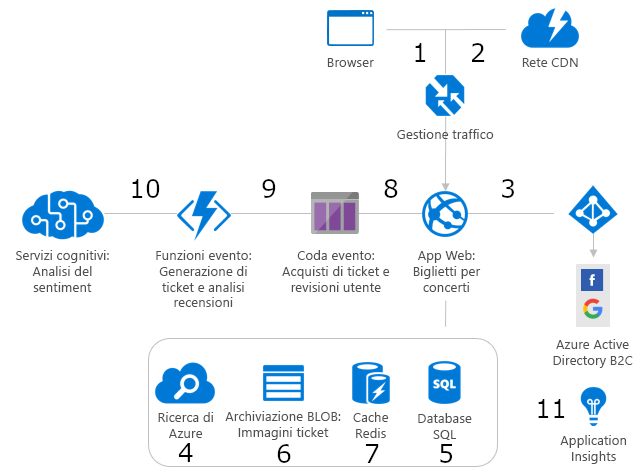 Browser
1
2
Rete CDN
Gestione traffico
10
9
8
3
Servizi cognitivi:
Analisi del
sentiment
Funzioni evento:
Generazione di
ticket e analisi
recensioni
Coda evento:
Acquisti di ticket e
revisioni utente
App Web:
Biglietti per
concerti
f
G
Azure Active
Directory B2C
SQL
Ricerca di
Azure
4
Archiviazione BLOB:
Immagini ticket
6
Cache
Redis
7
Database
SQL
5
11
Application
Insights